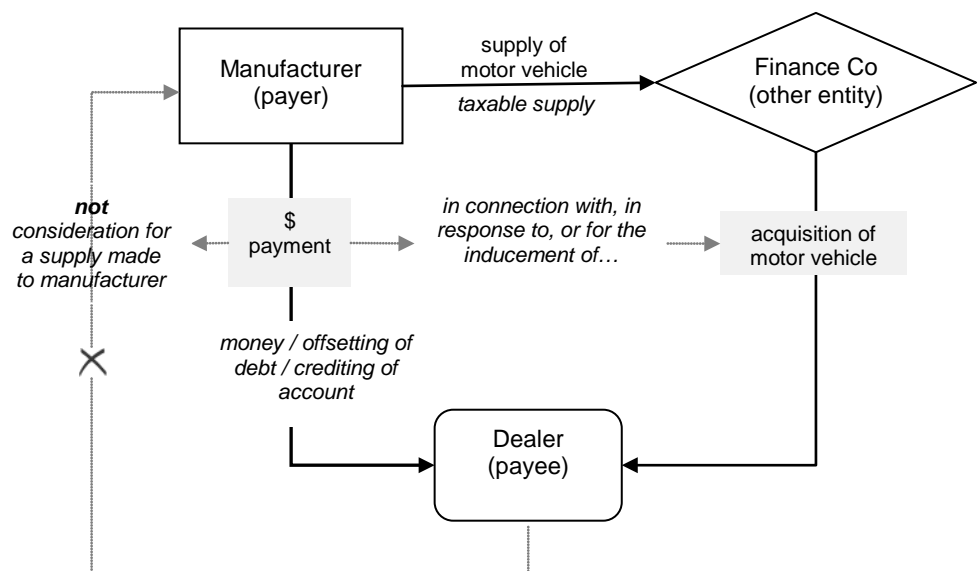 Manufacturer
(payer)
supply of
motor vehicle
taxable supply
Finance Co
(other entity)
not
consideration for
a supply made
to manufacturer
$
payment
in connection with, in
response to, or for the
inducement of…
acquisition of
motor vehicle
money / offsetting of
debt / crediting of
account
Dealer
(payee)